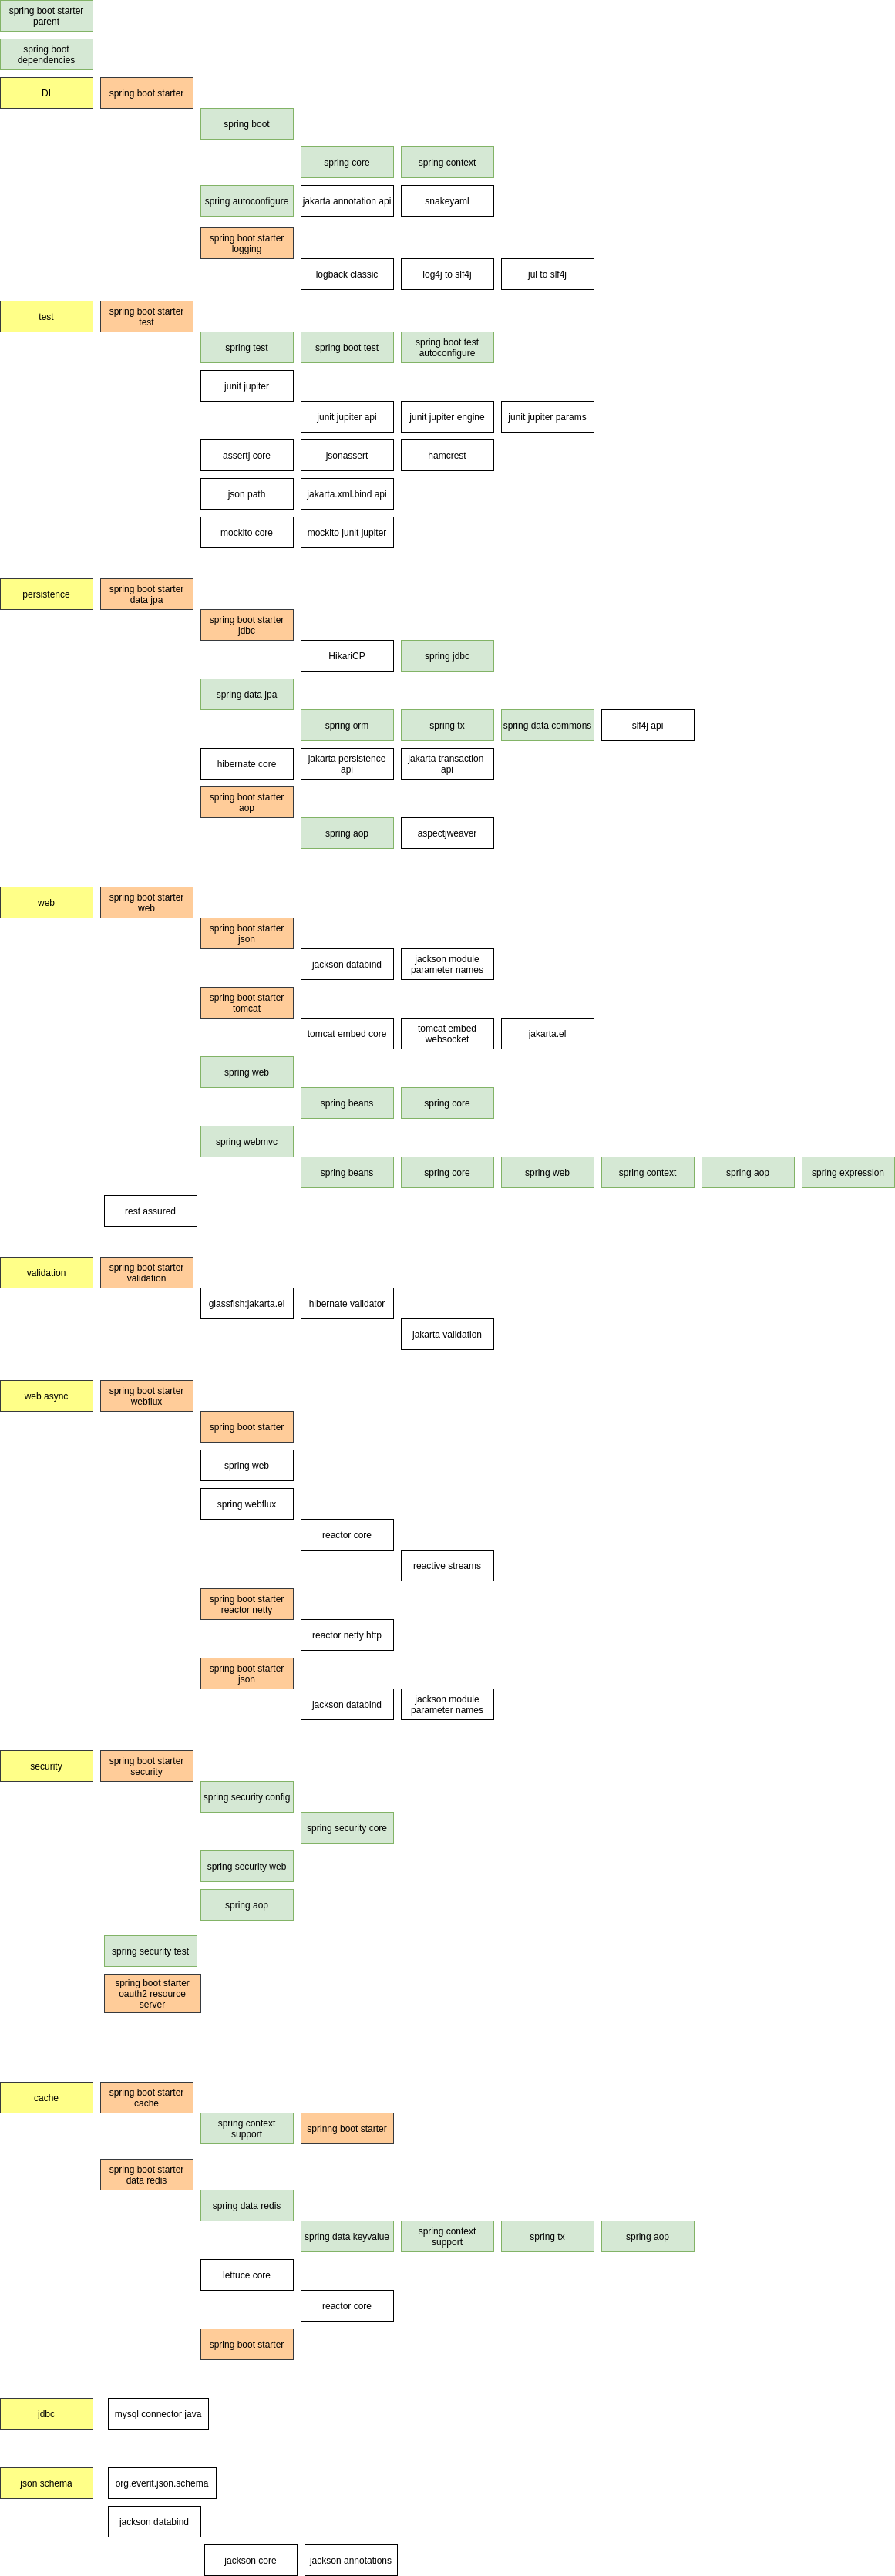 spring boot starter
parent
spring boot
dependencies
DI
spring boot starter
spring boot
spring core
spring context
spring autoconfigure
jakarta annotation api
snakeyaml
spring boot starter
logging
logback classic
log4j to slf4j
jul to slf4j
test
spring boot starter
test
spring test
spring boot test
spring boot test
autoconfigure
junit jupiter
junit jupiter api
junit jupiter engine
junit jupiter params
assertj core
jsonassert
hamcrest
json path
jakarta.xml.bind api
mockito core
mockito junit jupiter
persistence
spring boot starter
data jpa
spring boot starter
jdbc
HikariCP
spring jdbc
spring data jpa
spring orm
spring tx
spring data commons
slf4j api
hibernate core
jakarta persistence
api
jakarta transaction
api
spring boot starter
aop
spring aop
aspectjweaver
web
spring boot starter
web
spring boot starter
json
jackson databind
jackson module
parameter names
spring boot starter
tomcat
tomcat embed core
tomcat embed
websocket
jakarta.el
spring web
spring beans
spring core
spring webmvc
spring beans
spring core
spring web
spring context
spring aop
spring expression
rest assured
validation
spring boot starter
validation
glassfish:jakarta.el
hibernate validator
jakarta validation
web async
spring boot starter
webflux
spring boot starter
spring web
spring webflux
reactor core
reactive streams
spring boot starter
reactor netty
reactor netty http
spring boot starter
json
jackson databind
jackson module
parameter names
security
spring boot starter
security
spring security config
spring security core
spring security web
spring aop
spring security test
spring boot starter
oauth2 resource
server
cache
spring boot starter
cache
spring context
support
sprinng boot starter
spring boot starter
data redis
spring data redis
spring data keyvalue
spring context
support
spring tx
spring aop
lettuce core
reactor core
spring boot starter
jdbc
mysql connector java
json schema
org.everit.json.schema
jackson databind
jackson core
jackson annotations